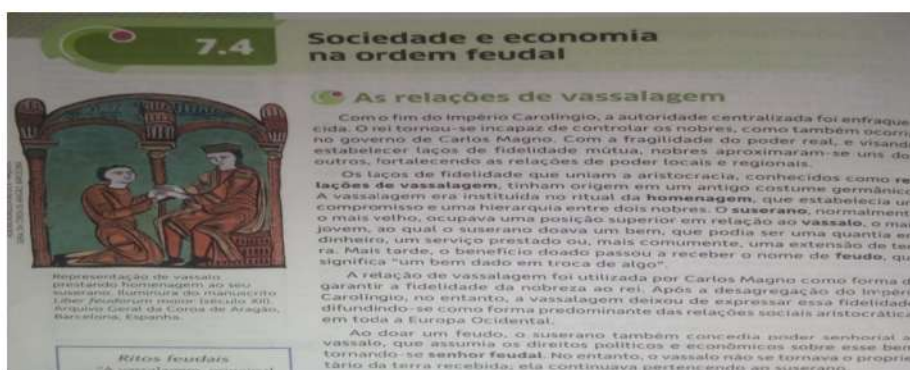 7.4
Sociedade e economia
na ordem feudal
As relações de vassalagem
Com o fim do Império Carolíngio, a autoridade centralizada foi enfraque
cida. O rei tornou-se incapaz de controlar os nobres, como também ocorri
no governo de Carlos Magno. Com a fragilidade do poder real, e visand
estabelecer laços de fidelidade mútua, nobres aproximaram-se uns do
outros, fortalecendo as relações de poder locais e regionais.
Os laços de fidelidade que uniam a aristocracia, conhecidos como re
lações de vassalagem, tinham origem em um antigo costume germânico
A vassalagem era instituída no ritual da homenagem, que estabelecia u
compromisso e uma hierarquia entre dois nobres. O suserano, normalment
o mais velho, ocupava uma posição superior em relação ao vassalo, o mai
jovem, ao qual o suserano doava um bem, que podia ser uma quantia e
dinheiro, um serviço prestado ou, mais comumente, uma extensão de te
ra. Mais tarde, o benefício doado passou a receber o nome de feudo, qu
significa "um bem dado em troca de algo".
A relação de vassalagem foi utilizada por Carlos Magno como forma d
garantir a fidelidade da nobreza ao rei. Após a desagregação do Impéri
Carolíngio, no entanto, a vassalagem deixou de expressar essa fidelidade
difundindo-se como forma predominante das relações sociais aristocrática
em toda a Europa Ocidental.
Ao doar um feudo, o suserano também concedia poder senhorial a
vassalo, que assumia os direitos políticos e econômicos sobre esse bem
tornando-se senhor feudal. No entanto, o vassalo não se tornava o proprie
tário da terra recebida; ela continuava pertencendo ao suserano.
Representação de vassalo
prestando homenagem ao seu
suserano. Iluminura do manuscrito
Liber feudorum maior (século XII).
Arquivo Geral da Coroa de Aragão,
Barcelona, Espanha.
Ritos feudais